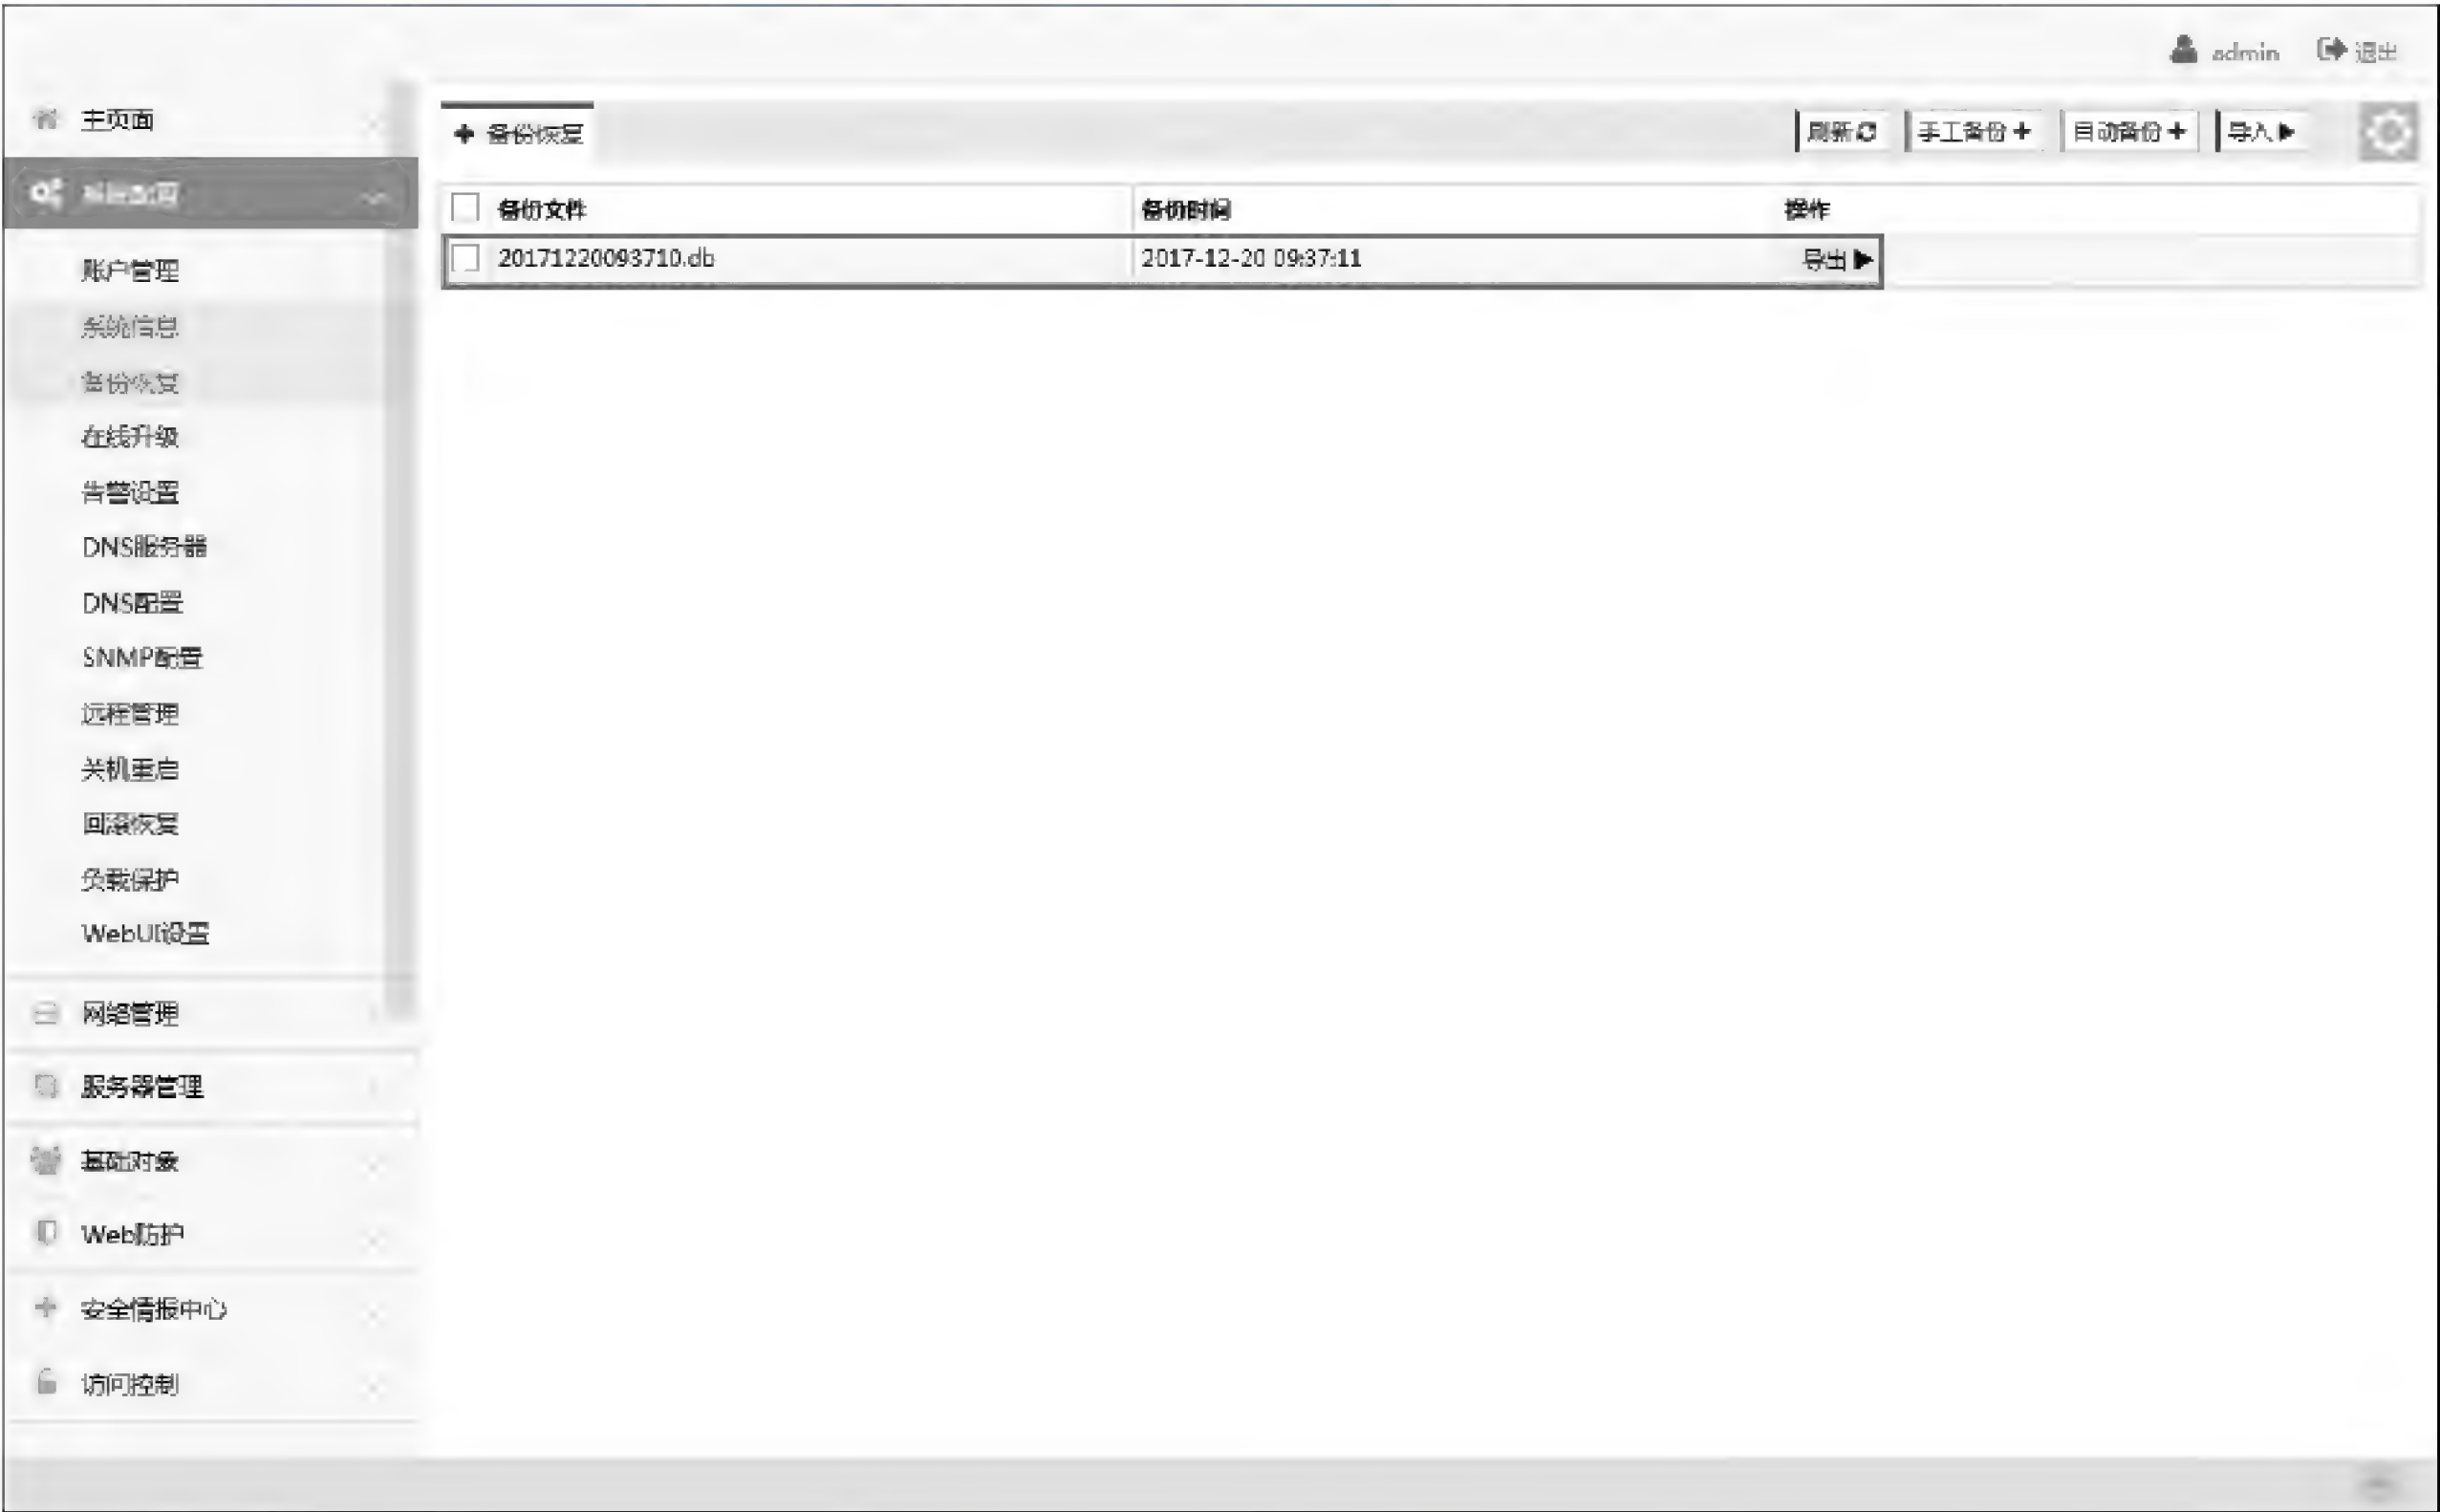 admin 退出
主页面
系统配置
账户管理
系统信息
备份恢复
在线升级
告警设置
DNS服务器
DNS配置
SNMP配置
远程管理
关机重启
回滚恢复
负载保护
WebUI设置
网络管理
服务器管理
基础对象
Web防护
安全情报中心
访问控制
备份恢复
刷新 手工备份 自动备份 导入
备份文件 备份时间 操作
20171220093710.db 2017-12-20 09:37:11 导出